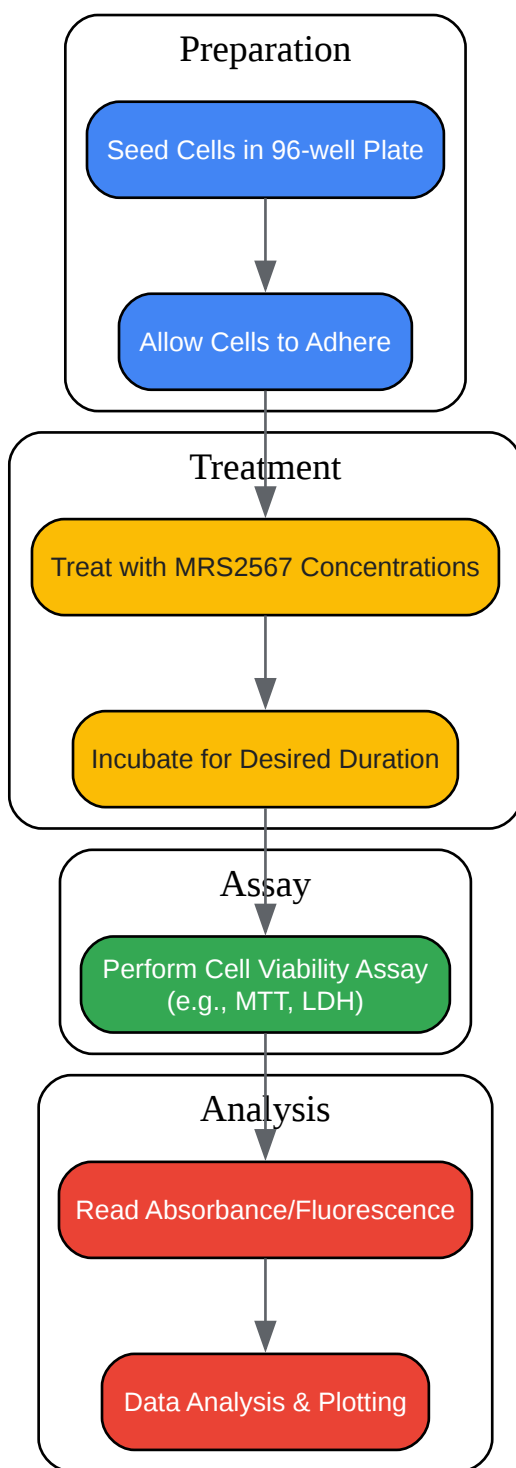 Preparation
Seed Cells in 96-well Plate
Allow Cells to Adhere
Treatment
Treat with MRS2567 Concentrations
Incubate for Desired Duration
Assay
Perform Cell Viability Assay
(e.g., MTT, LDH)
Analysis
Read Absorbance/Fluorescence
Data Analysis & Plotting